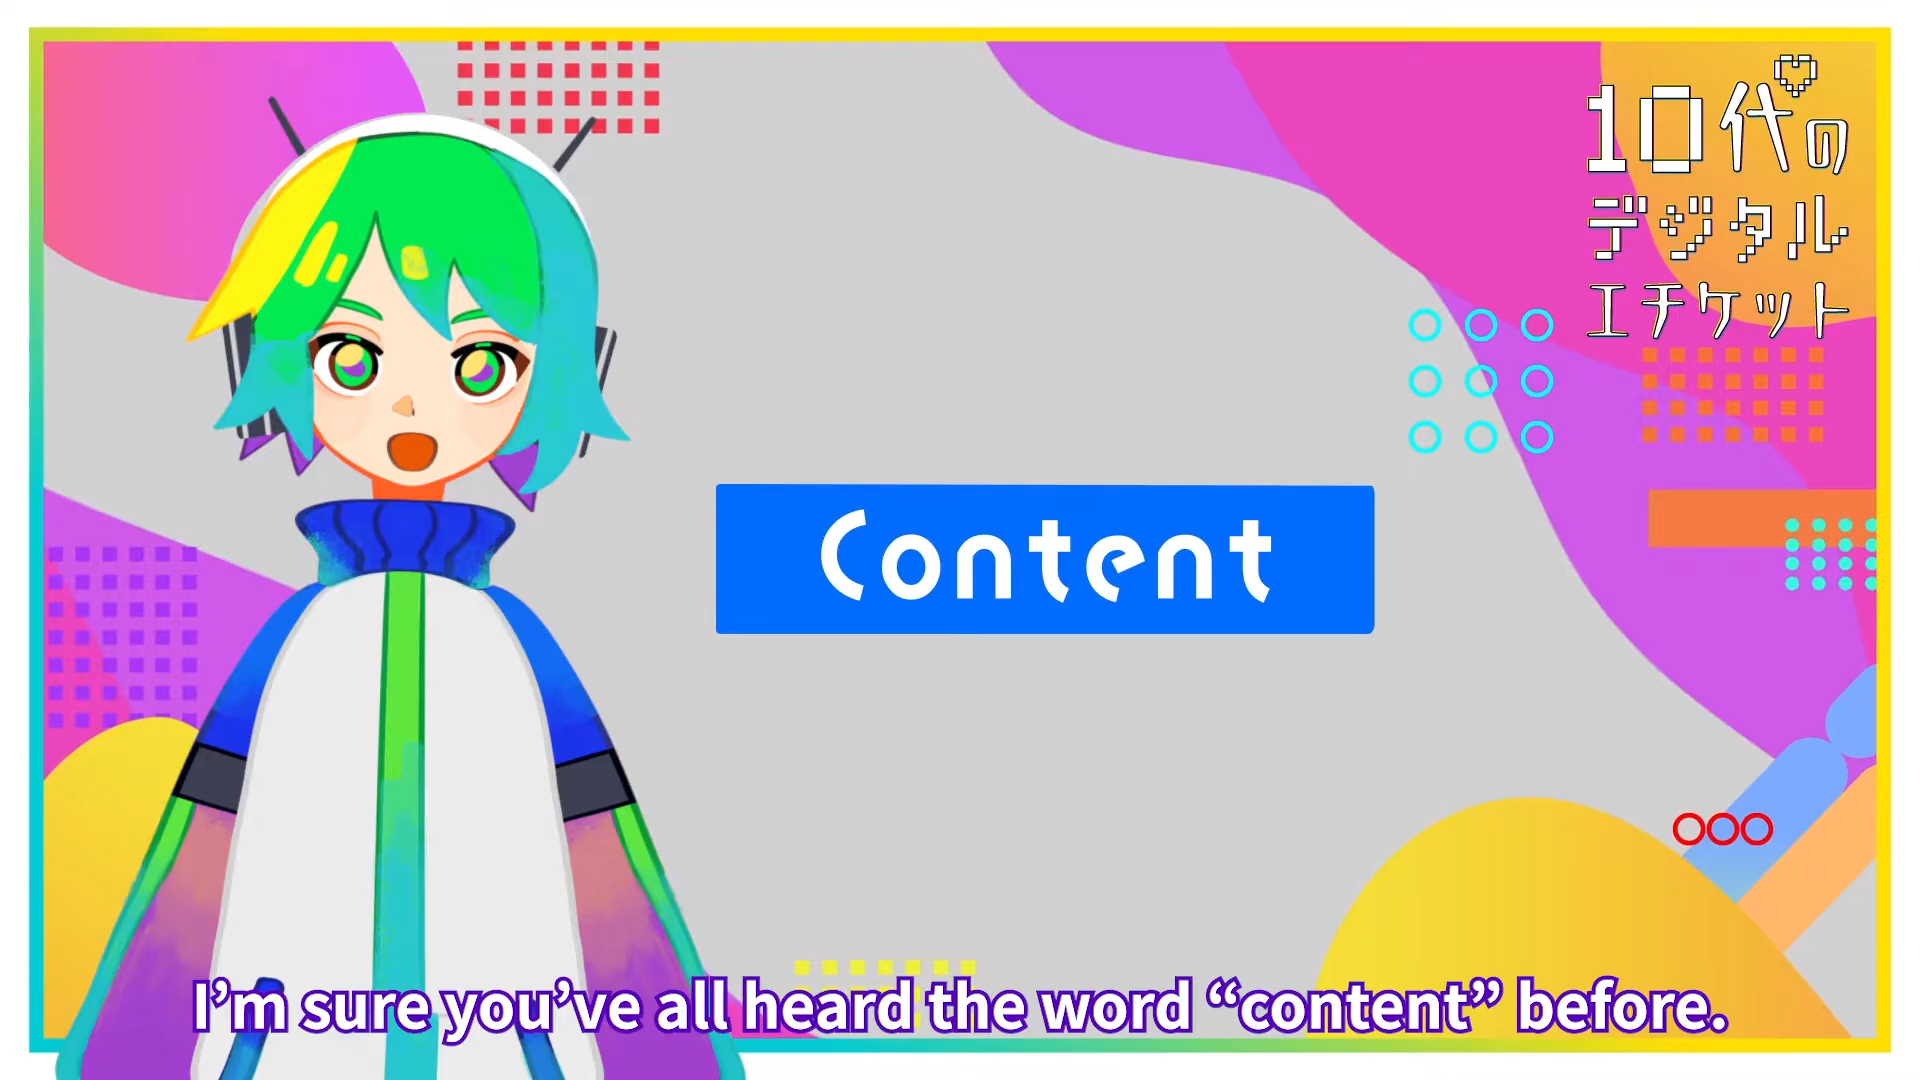 10代の
デジタル
エチケット
Content
I’m sure you’ve all heard the word “content” before.